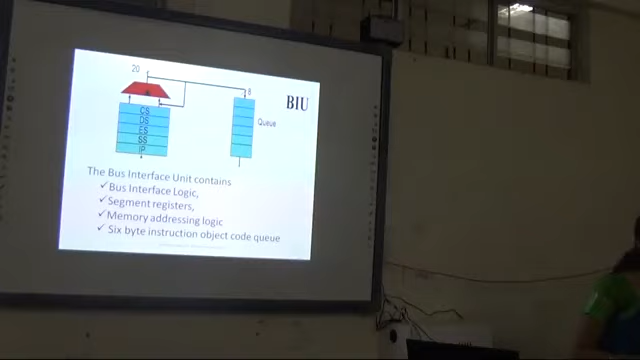 20
8
BIU
CS
DS
ES
SS
IP
Queue
The Bus Interface Unit contains
✓Bus Interface Logic,
✓Segment registers,
✓Memory addressing logic
✓Six byte instruction object code queue